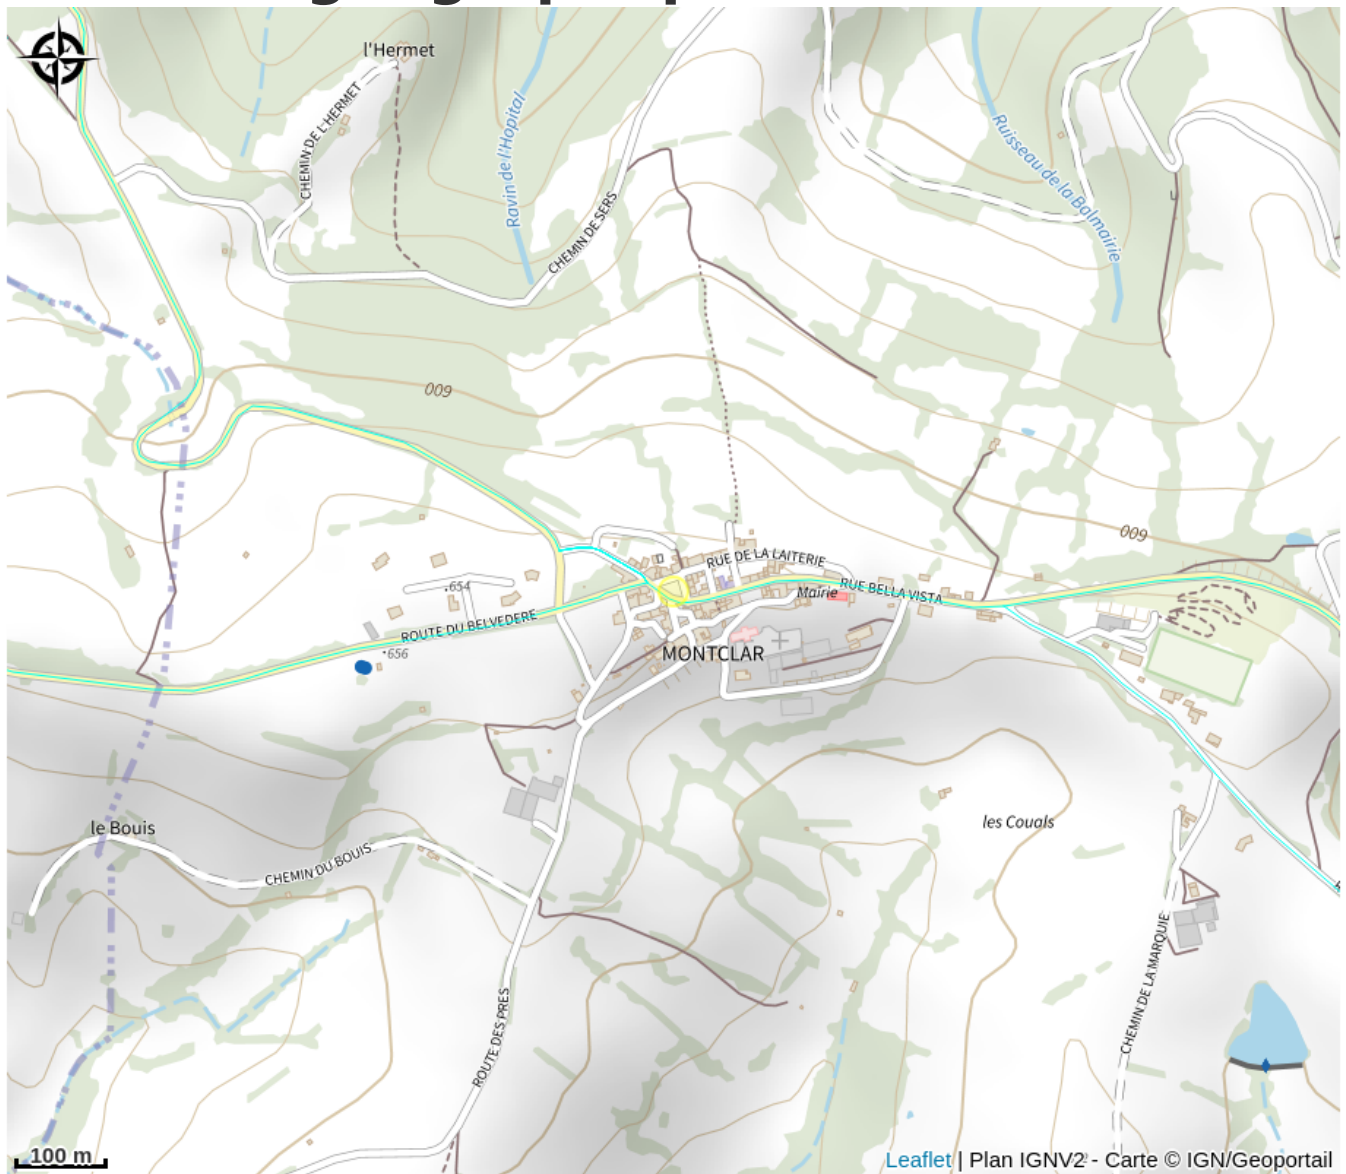 l'Hermet
CHEMIN DE L'HERMET
Ravin de l'Hopital
CHEMIN DE SERS
Ruisseau de la Balmairie
600
600
RUE DE LA LAITERIE
RUE BELLA VISTA
Mairie
654
ROUTE DU BELVEDERE
656
MONTCLAR
le Bouis
CHEMIN DU BOUIS
les Couals
CHEMIN DE LA MARQUIE
ROUTE DES PRES
100 m
Leaflet | Plan IGNV2 - Carte © IGN/Geoportail